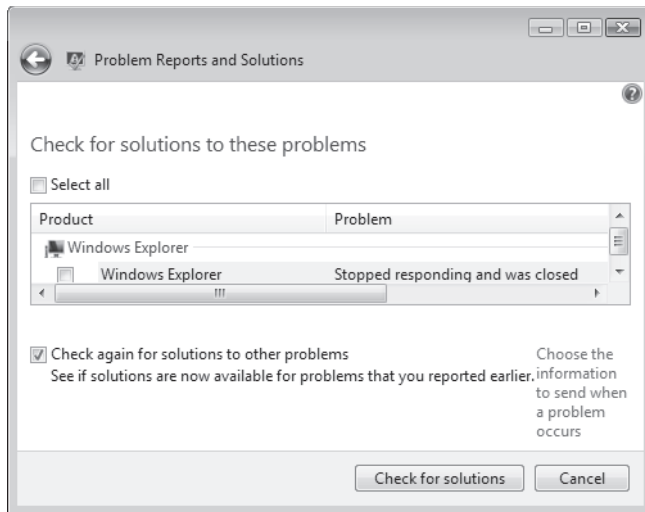 Problem Reports and Solutions
Check for solutions to these problems
Select all
Product Problem
Windows Explorer
Windows Explorer Stopped responding and was closed
Check again for solutions to other problems
See if solutions are now available for problems that you reported earlier.
Choose the
information
to send when
a problem
occurs
Check for solutions Cancel